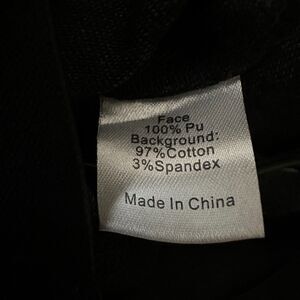 Face
100% Pu
Background:
97%Cotton
3%Spandex
Made In China